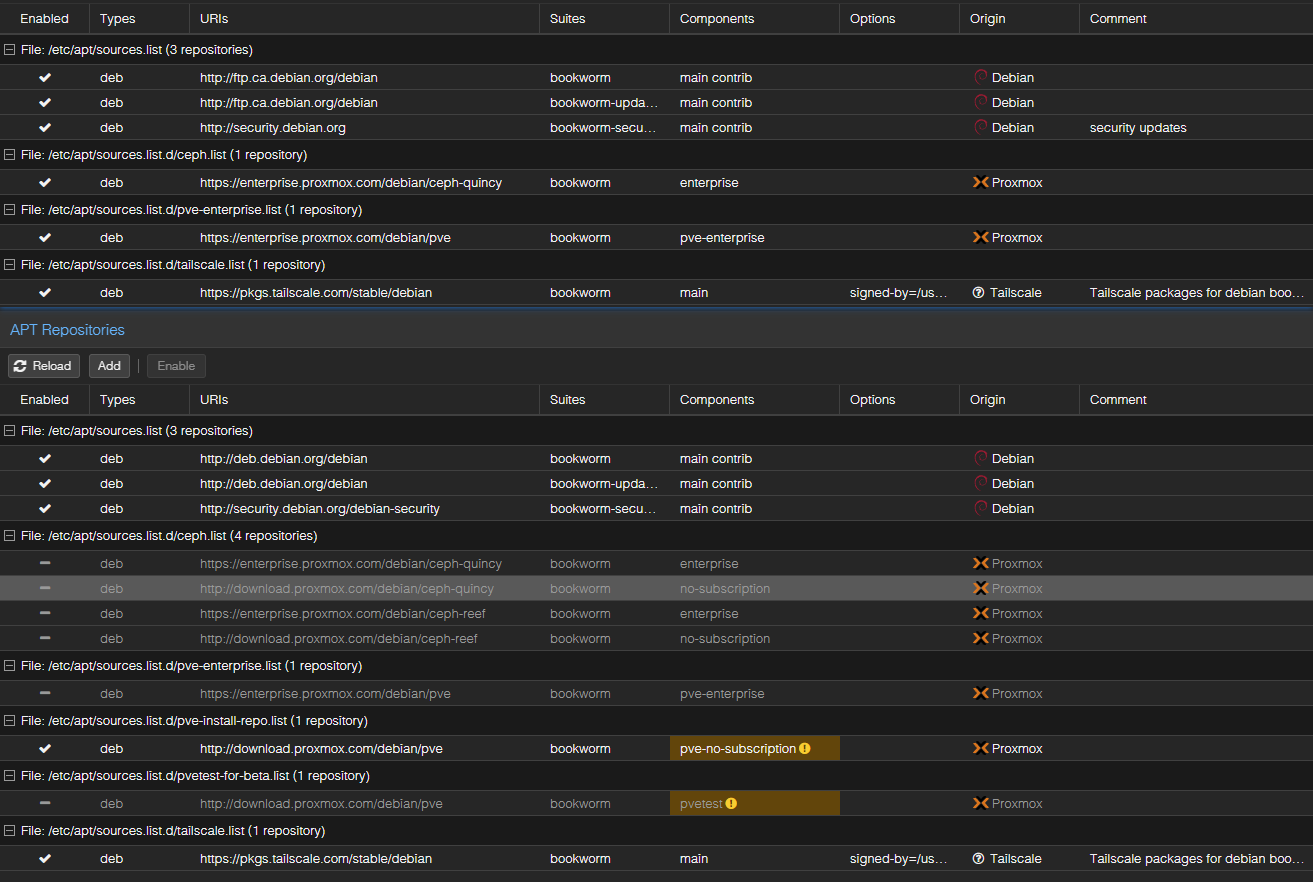 Enabled Types URIs Suites Components Options Origin Comment
File: /etc/apt/sources.list (3 repositories)
deb http://ftp.ca.debian.org/debian bookworm main contrib Debian
deb http://ftp.ca.debian.org/debian bookworm-upda… main contrib Debian
deb http://security.debian.org bookworm-secu… main contrib Debian security updates
File: /etc/apt/sources.list.d/ceph.list (1 repository)
deb https://enterprise.proxmox.com/debian/ceph-quincy bookworm enterprise Proxmox
File: /etc/apt/sources.list.d/pve-enterprise.list (1 repository)
deb https://enterprise.proxmox.com/debian/pve bookworm pve-enterprise Proxmox
File: /etc/apt/sources.list.d/tailscale.list (1 repository)
deb https://pkgs.tailscale.com/stable/debian bookworm main signed-by=/us… Tailscale Tailscale packages for debian boo…
APT Repositories
Reload Add Enable
Enabled Types URIs Suites Components Options Origin Comment
File: /etc/apt/sources.list (3 repositories)
deb http://deb.debian.org/debian bookworm main contrib Debian
deb http://deb.debian.org/debian bookworm-upda… main contrib Debian
deb http://security.debian.org/debian-security bookworm-secu… main contrib Debian
File: /etc/apt/sources.list.d/ceph.list (4 repositories)
deb https://enterprise.proxmox.com/debian/ceph-quincy bookworm enterprise Proxmox
deb http://download.proxmox.com/debian/ceph-quincy bookworm no-subscription Proxmox
deb https://enterprise.proxmox.com/debian/ceph-reef bookworm enterprise Proxmox
deb http://download.proxmox.com/debian/ceph-reef bookworm no-subscription Proxmox
File: /etc/apt/sources.list.d/pve-enterprise.list (1 repository)
deb https://enterprise.proxmox.com/debian/pve bookworm pve-enterprise Proxmox
File: /etc/apt/sources.list.d/pve-install-repo.list (1 repository)
deb http://download.proxmox.com/debian/pve bookworm pve-no-subscription Proxmox
File: /etc/apt/sources.list.d/pvetest-for-beta.list (1 repository)
deb http://download.proxmox.com/debian/pve bookworm pvetest Proxmox
File: /etc/apt/sources.list.d/tailscale.list (1 repository)
deb https://pkgs.tailscale.com/stable/debian bookworm main signed-by=/us… Tailscale Tailscale packages for debian boo…